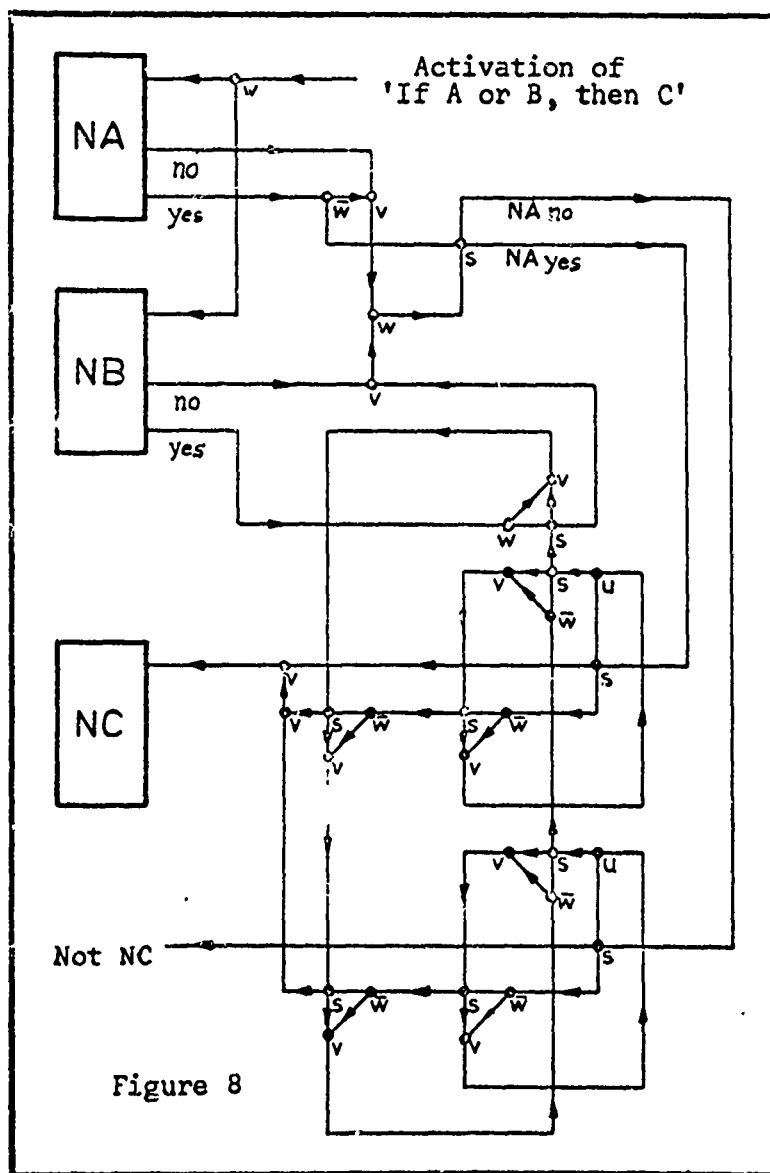 Activation of
'If A or B, then C'
w
NA
no
yes
w̄
v
NA no
s
NA yes
w
NB
no
v
yes
v
w
s
v
s
u
w̄
NC
v
s
v
s
w̄
w̄
v
v
v
s
u
w̄
Not NC
s
s
w̄
s
w̄
v
v
Figure 8